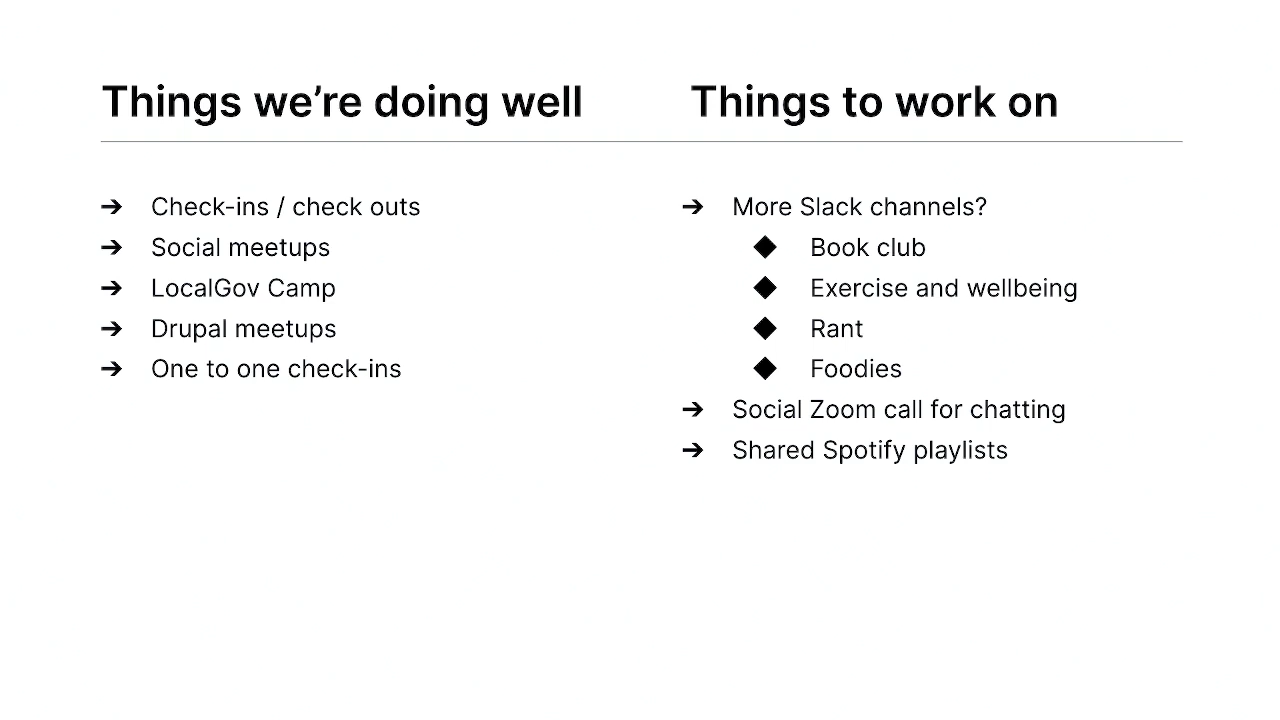 Things we’re doing well
➔ Check-ins / check outs
➔ Social meetups
➔ LocalGov Camp
➔ Drupal meetups
➔ One to one check-ins
Things to work on
➔ More Slack channels?
◆ Book club
◆ Exercise and wellbeing
◆ Rant
◆ Foodies
➔ Social Zoom call for chatting
➔ Shared Spotify playlists